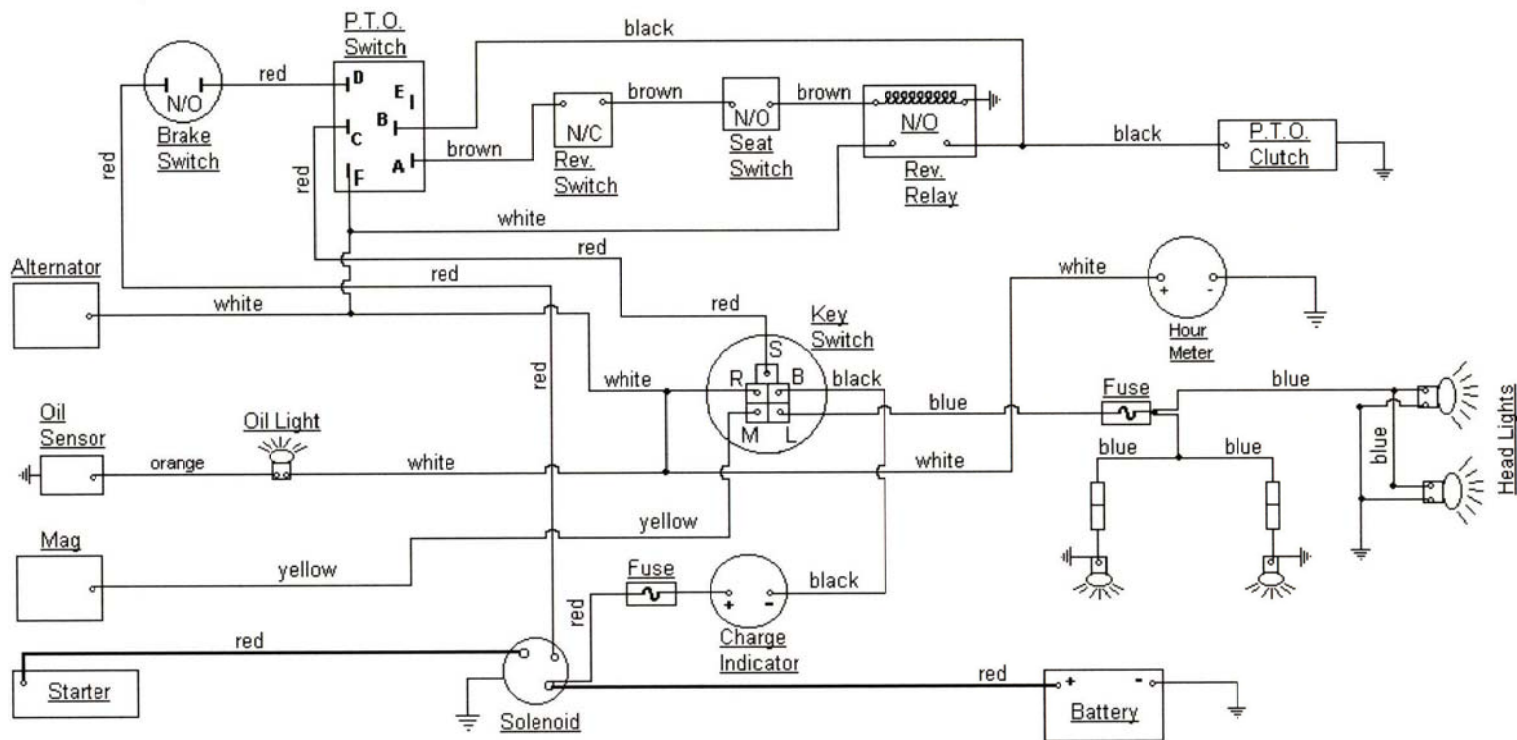 P.T.O.
Switch
black
red
D
E
B
C
A
F
N/O
Brake
Switch
brown
N/C
Rev.
Switch
brown
N/O
Seat
Switch
brown
N/O
Rev.
Relay
black
P.T.O.
Clutch
red
red
white
red
red
Alternator
white
white
+ -
Hour
Meter
red
Key
Switch
S
R B
M L
white
black
red
blue
Fuse
blue
blue
blue
blue
Head Lights
Oil
Sensor
Oil Light
orange
white
white
yellow
Mag
yellow
Fuse
black
+ -
Charge
Indicator
red
red
Starter
Solenoid
red
+ -
Battery